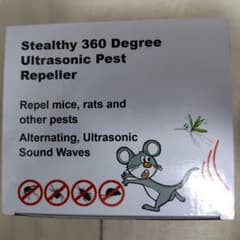 Stealthy 360 Degree
Ultrasonic Pest
Repeller
Repel mice, rats and
other pests
Alternating, Ultrasonic
Sound Waves